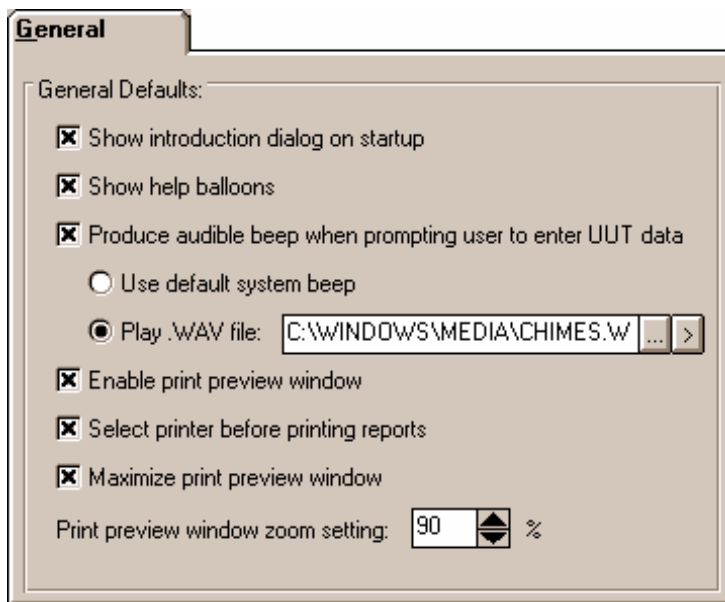 General
General Defaults:
Show introduction dialog on startup
Show help balloons
Produce audible beep when prompting user to enter UUT data
Use default system beep
Play .WAV file: C:\WINDOWS\MEDIA\CHIMES.W ... >
Enable print preview window
Select printer before printing reports
Maximize print preview window
Print preview window zoom setting: 90 %